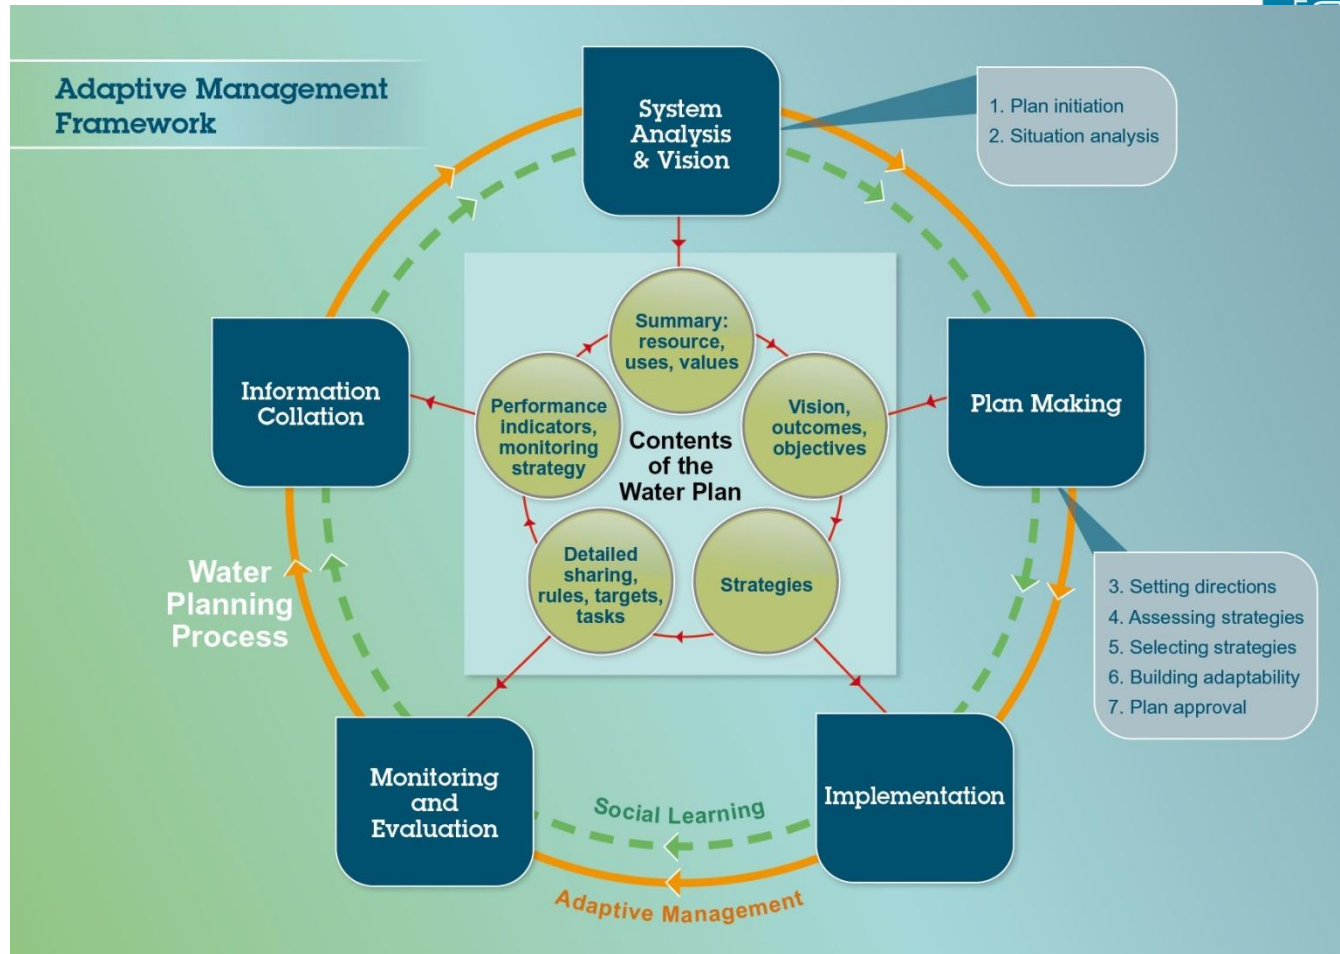 Adaptive Management
Framework
System
Analysis
& Vision
1. Plan initiation
2. Situation analysis
Information
Collation
Plan Making
Summary:
resource,
uses, values
Performance
indicators,
monitoring
strategy
Vision,
outcomes,
objectives
Contents
of the
Water Plan
Detailed
sharing,
rules, targets,
tasks
Strategies
Water
Planning
Process
3. Setting directions
4. Assessing strategies
5. Selecting strategies
6. Building adaptability
7. Plan approval
Monitoring
and
Evaluation
Implementation
Social Learning
Adaptive Management